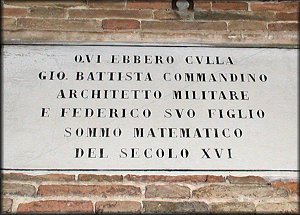 QVI EBBERO CVLLA
GIO. BATTISTA COMMANDINO
ARCHITETTO MILITARE
E FEDERICO SVO FIGLIO
SOMMO MATEMATICO
DEL SECOLO XVI